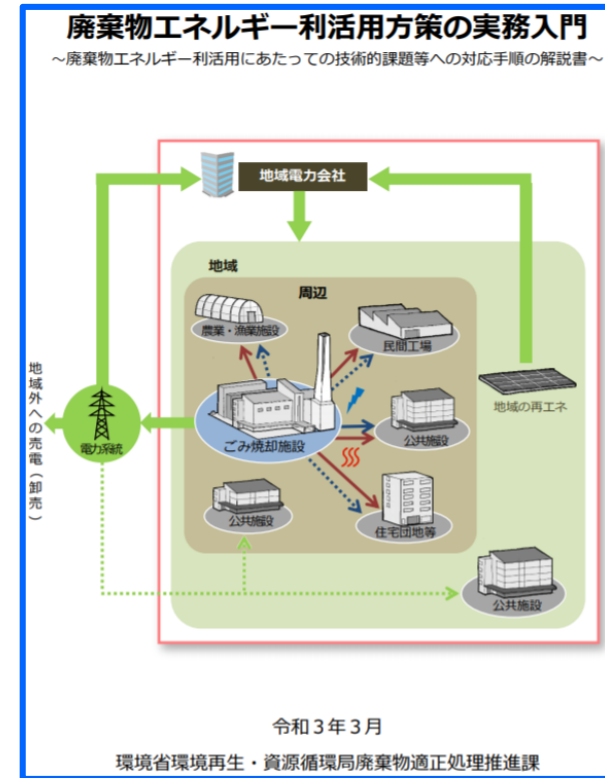 廃棄物エネルギー利活用方策の実務入門
～廃棄物エネルギー利活用にあたっての技術的課題等への対応手順の解説書～
地域電力会社
地域
周辺
農業・漁業施設
民間工場
地域の再エネ
地域外への売電（卸売）
電力系統
ごみ焼却施設
公共施設
公共施設
住宅団地等
公共施設
令和３年３月
環境省環境再生・資源循環局廃棄物適正処理推進課